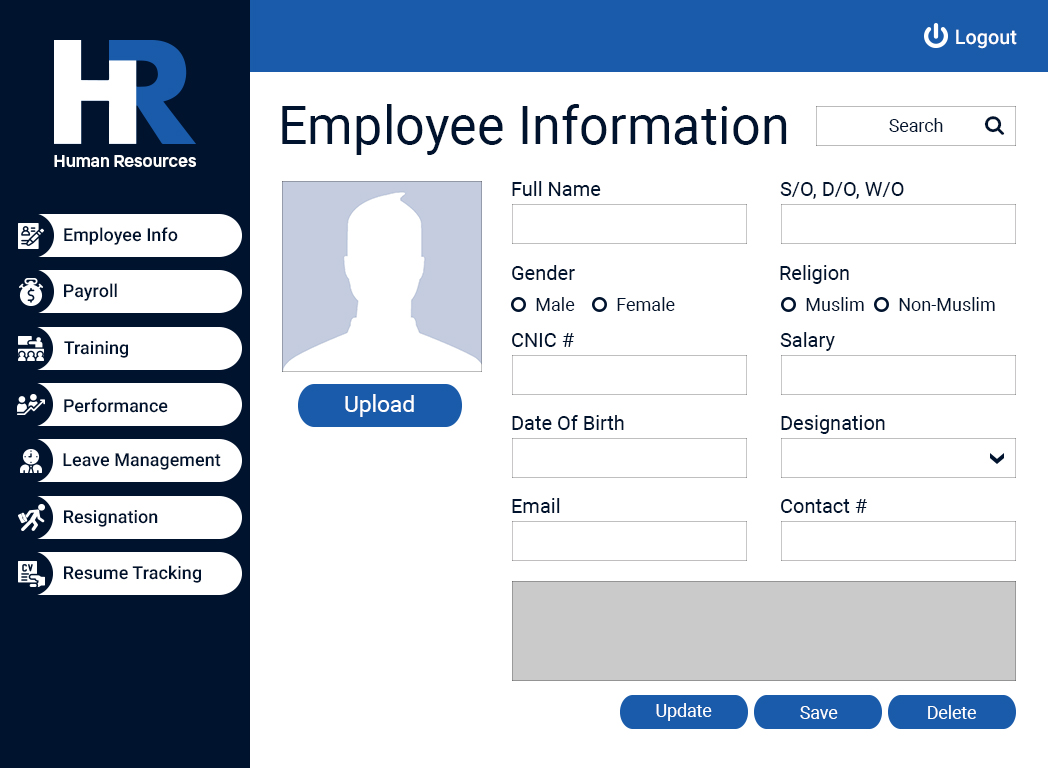 HR
Human Resources
Logout
Employee Info
Payroll
Training
Performance
Leave Management
Resignation
CV
Resume Tracking
Employee Information
Search
Upload
Full Name
S/O, D/O, W/O
Gender
Religion
Male Female
Muslim Non-Muslim
CNIC #
Salary
Date Of Birth
Designation
Email
Contact #
Update
Save
Delete